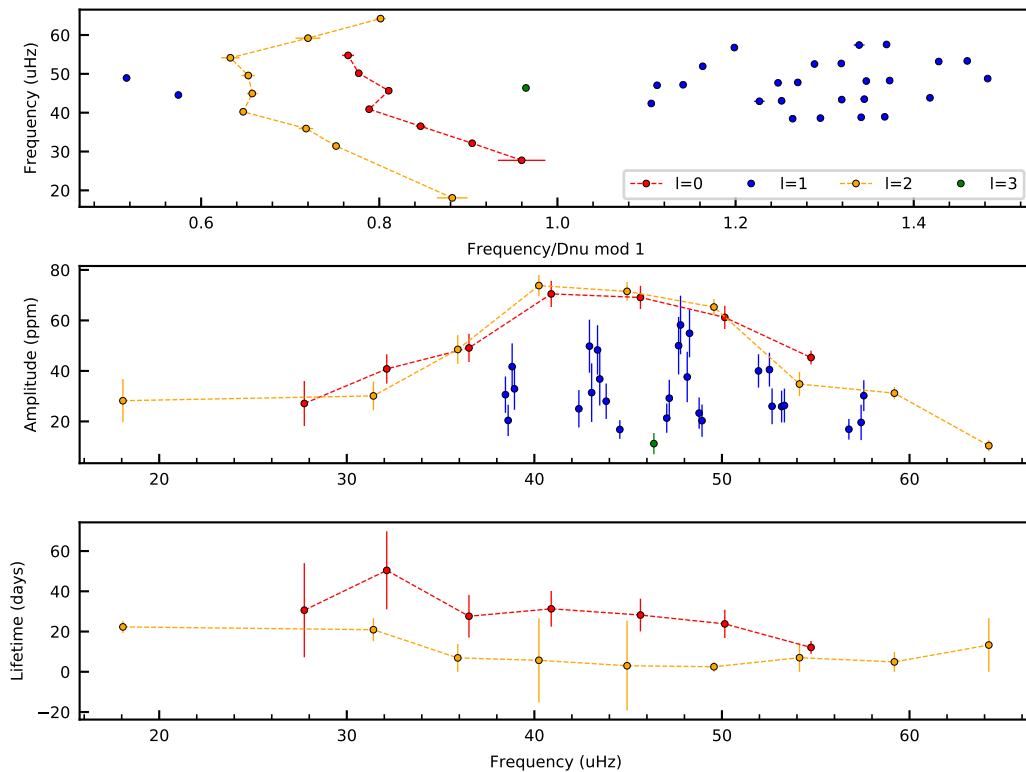 60
50
40
30
20
Frequency (uHz)
l=0 l=1 l=2 l=3
0.6 0.8 1.0 1.2 1.4
Frequency/Dnu mod 1
80
60
40
20
Amplitude (ppm)
20 30 40 50 60
60
40
20
0
−20
Lifetime (days)
20 30 40 50 60
Frequency (uHz)